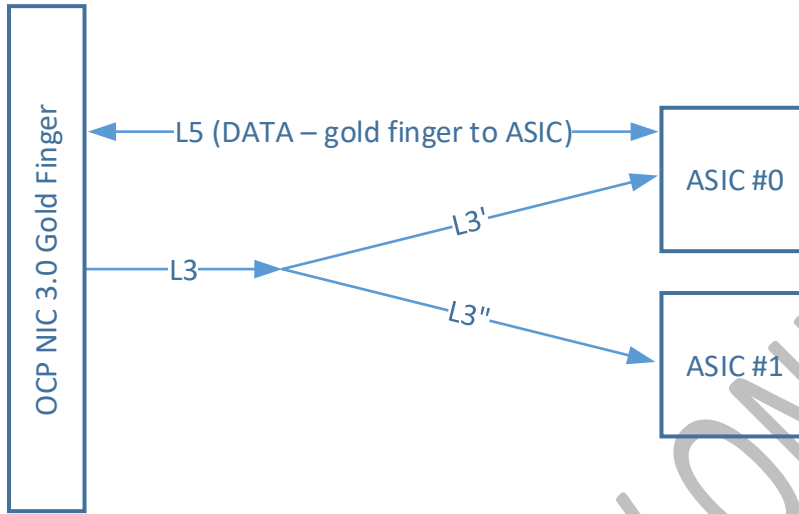 OCP NIC 3.0 Gold Finger
L5 (DATA – gold finger to ASIC)
ASIC #0
L3'
L3
L3"
ASIC #1